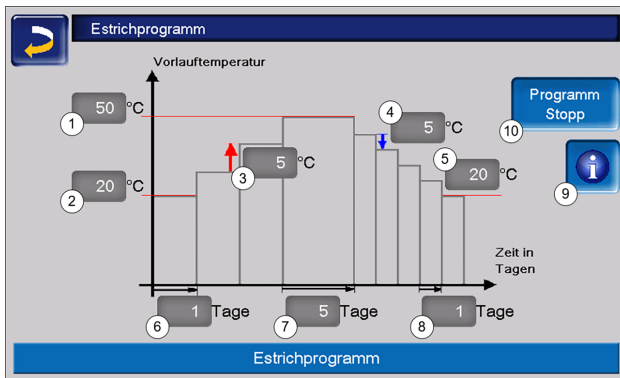 Estrichprogramm
Vorlauftemperatur
50 °C
1
4
5 °C
Programm
Stopp
10
20 °C
2
5 °C
3
5
20 °C
i
9
Zeit in
Tagen
1 Tage
6
5 Tage
7
1 Tage
8
Estrichprogramm